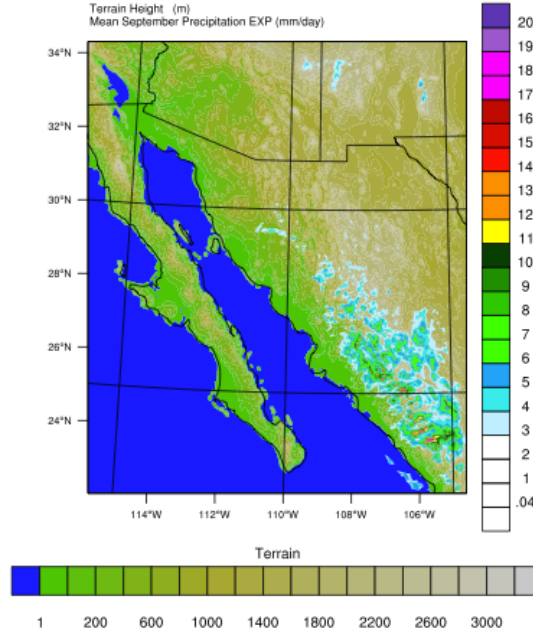 Terrain Height (m)
Mean September Precipitation EXP (mm/day)
34°N
32°N
30°N
28°N
26°N
24°N
114°W
112°W
110°W
108°W
106°W
20
19
18
17
16
15
14
13
12
11
10
9
8
7
6
5
4
3
2
1
.04
Terrain
1 200 600 1000 1400 1800 2200 2600 3000